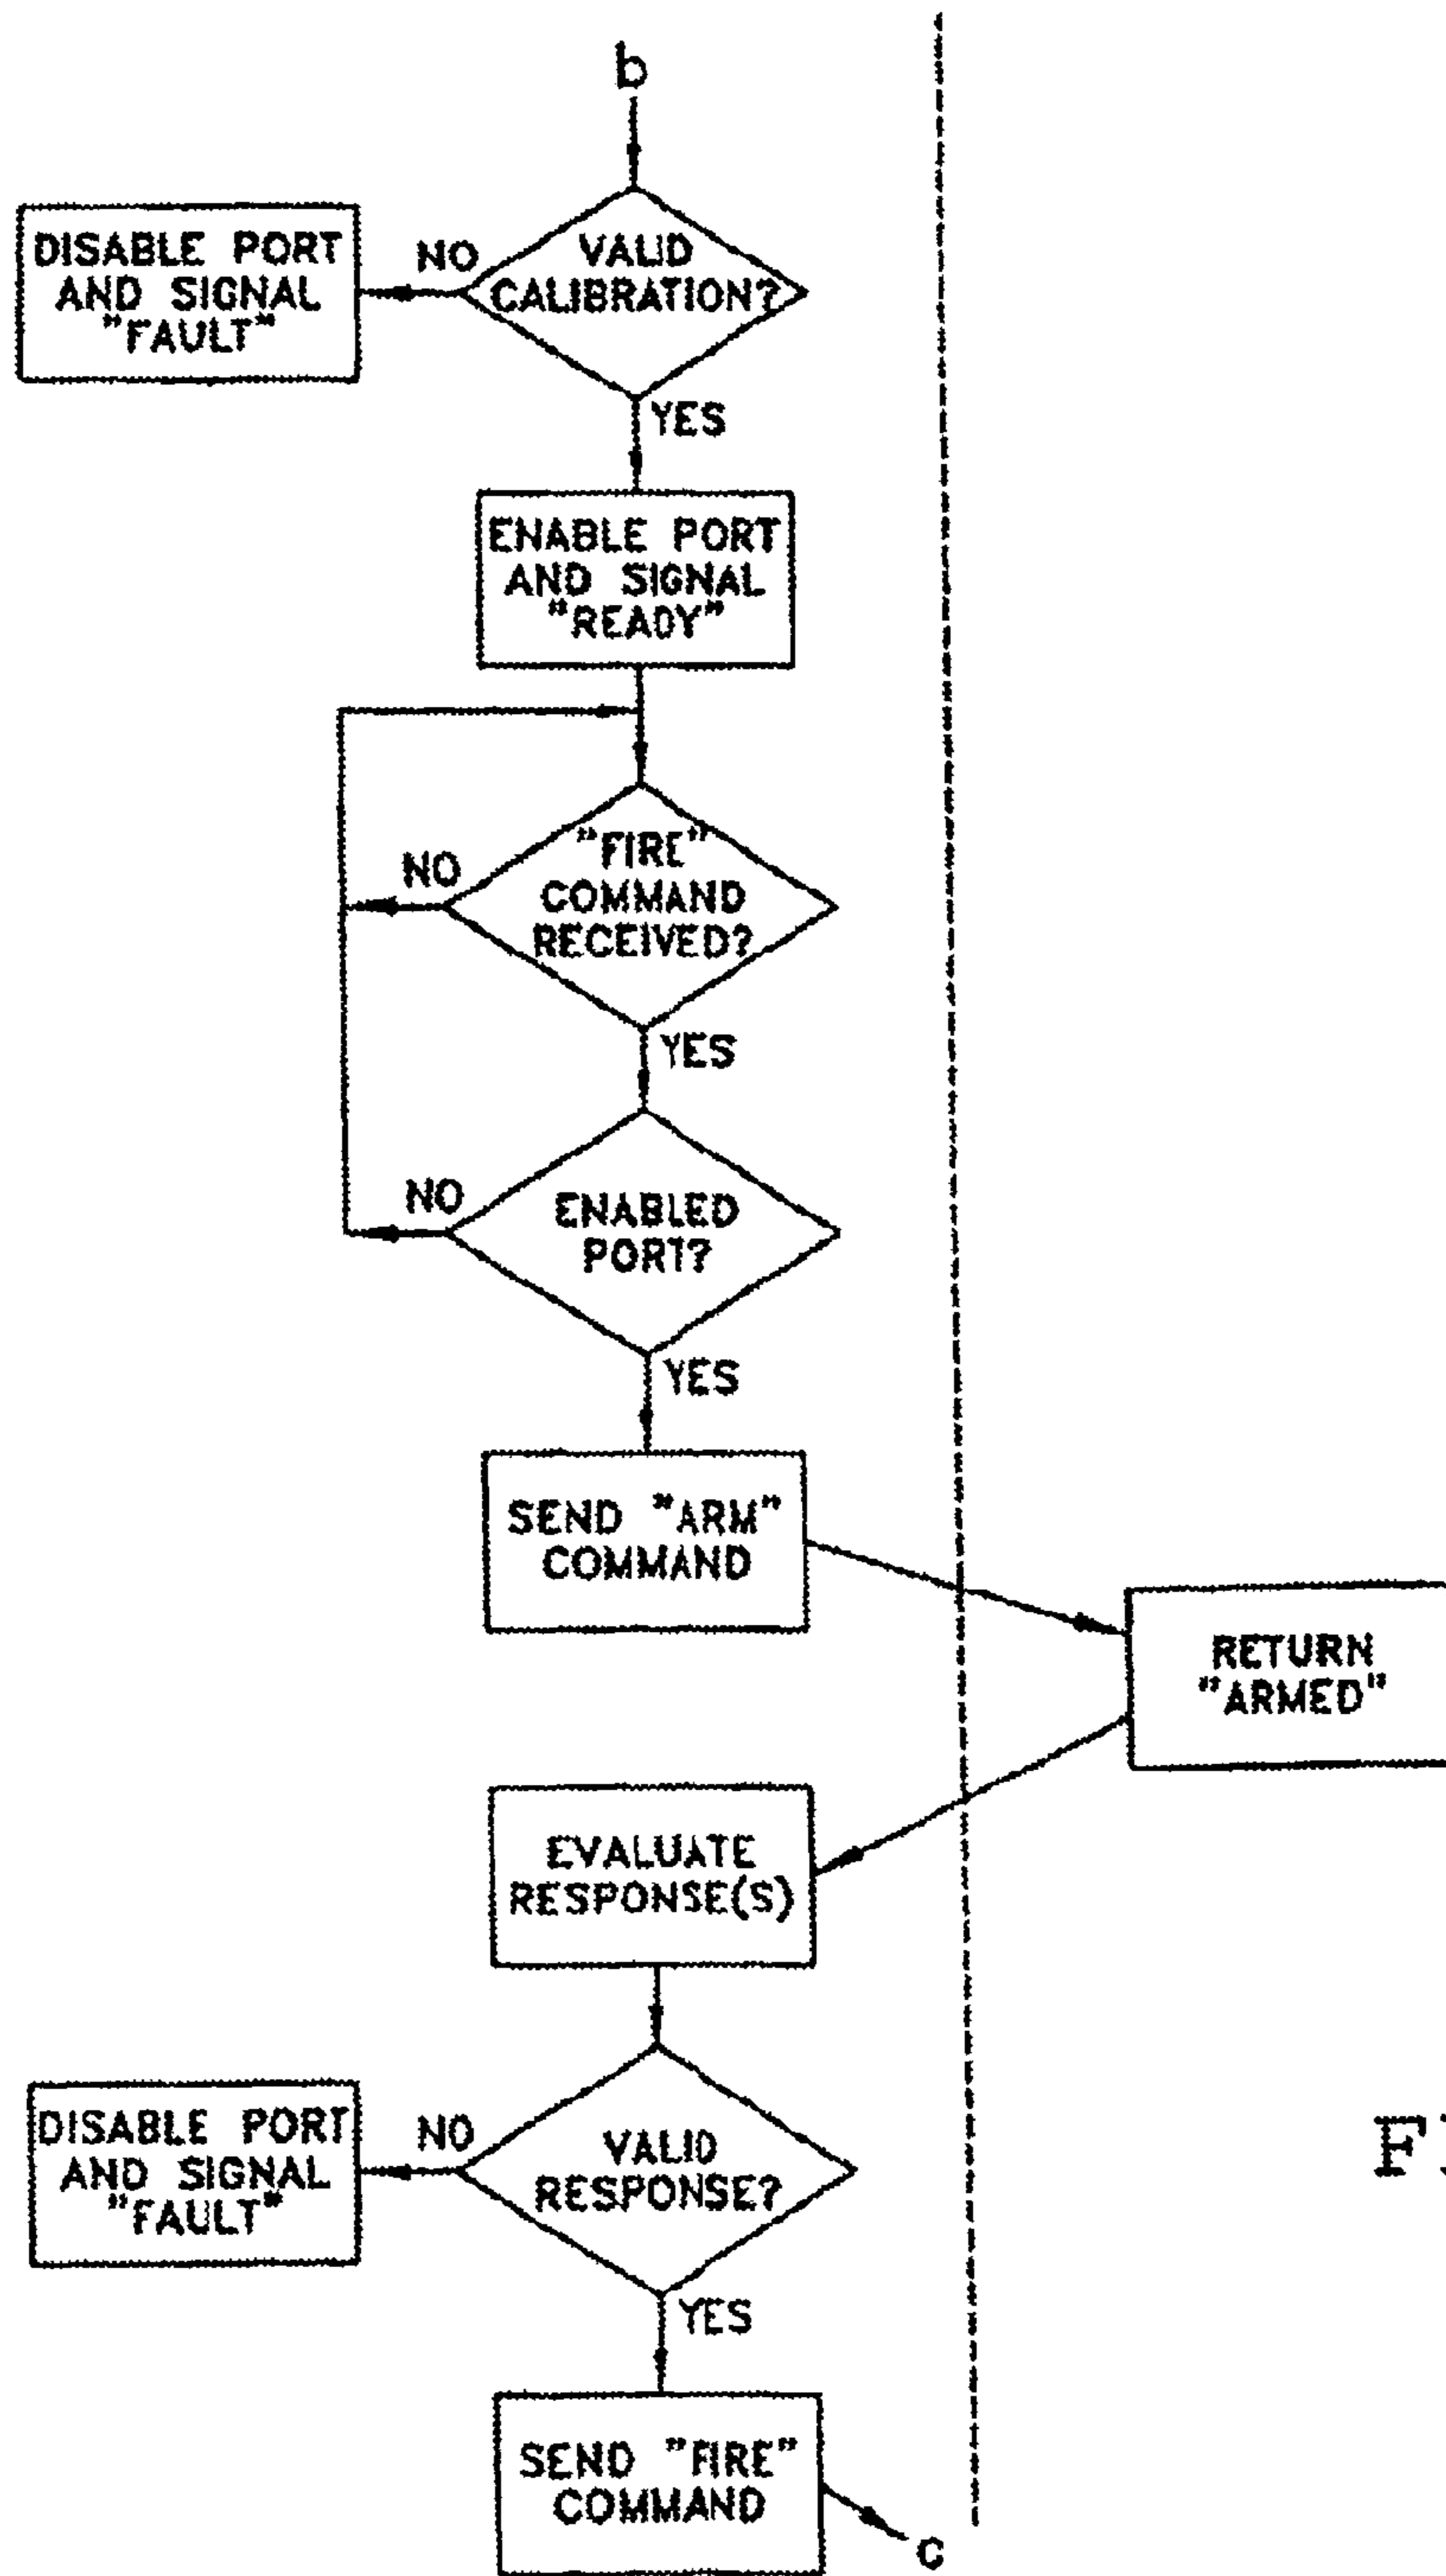 b
VALID
CALIBRATION?
NO
DISABLE PORT
AND SIGNAL
"FAULT"
YES
ENABLE PORT
AND SIGNAL
"READY"
"FIRE"
COMMAND
RECEIVED?
NO
YES
ENABLED
PORT?
NO
YES
SEND "ARM"
COMMAND
RETURN
"ARMED"
EVALUATE
RESPONSE(S)
VALID
RESPONSE?
NO
DISABLE PORT
AND SIGNAL
"FAULT"
YES
SEND "FIRE"
COMMAND
c